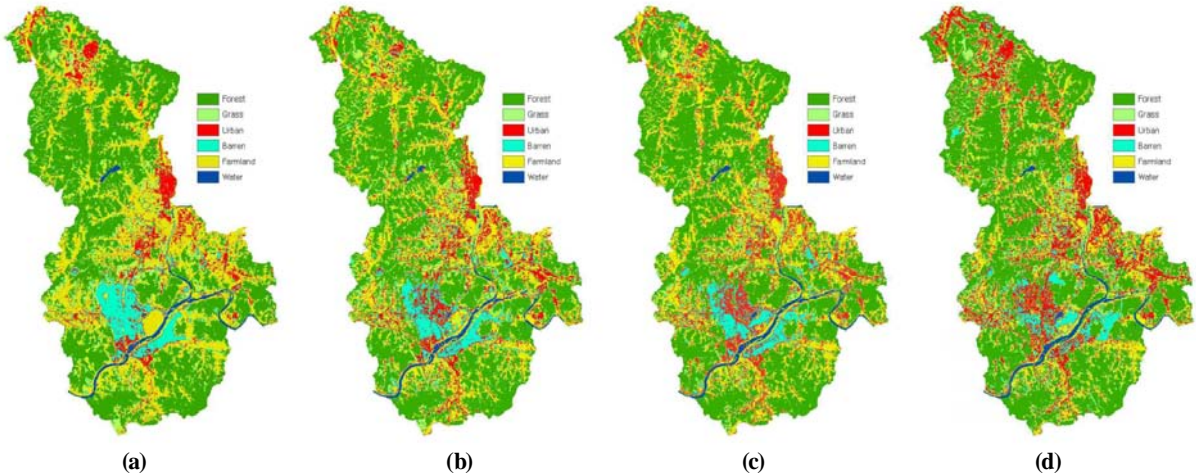 Forest
Grass
Urban
Barren
Farmland
Water
Forest
Grass
Urban
Barren
Farmland
Water
Forest
Grass
Urban
Barren
Farmland
Water
Forest
Grass
Urban
Barren
Farmland
Water
(a)
(b)
(c)
(d)